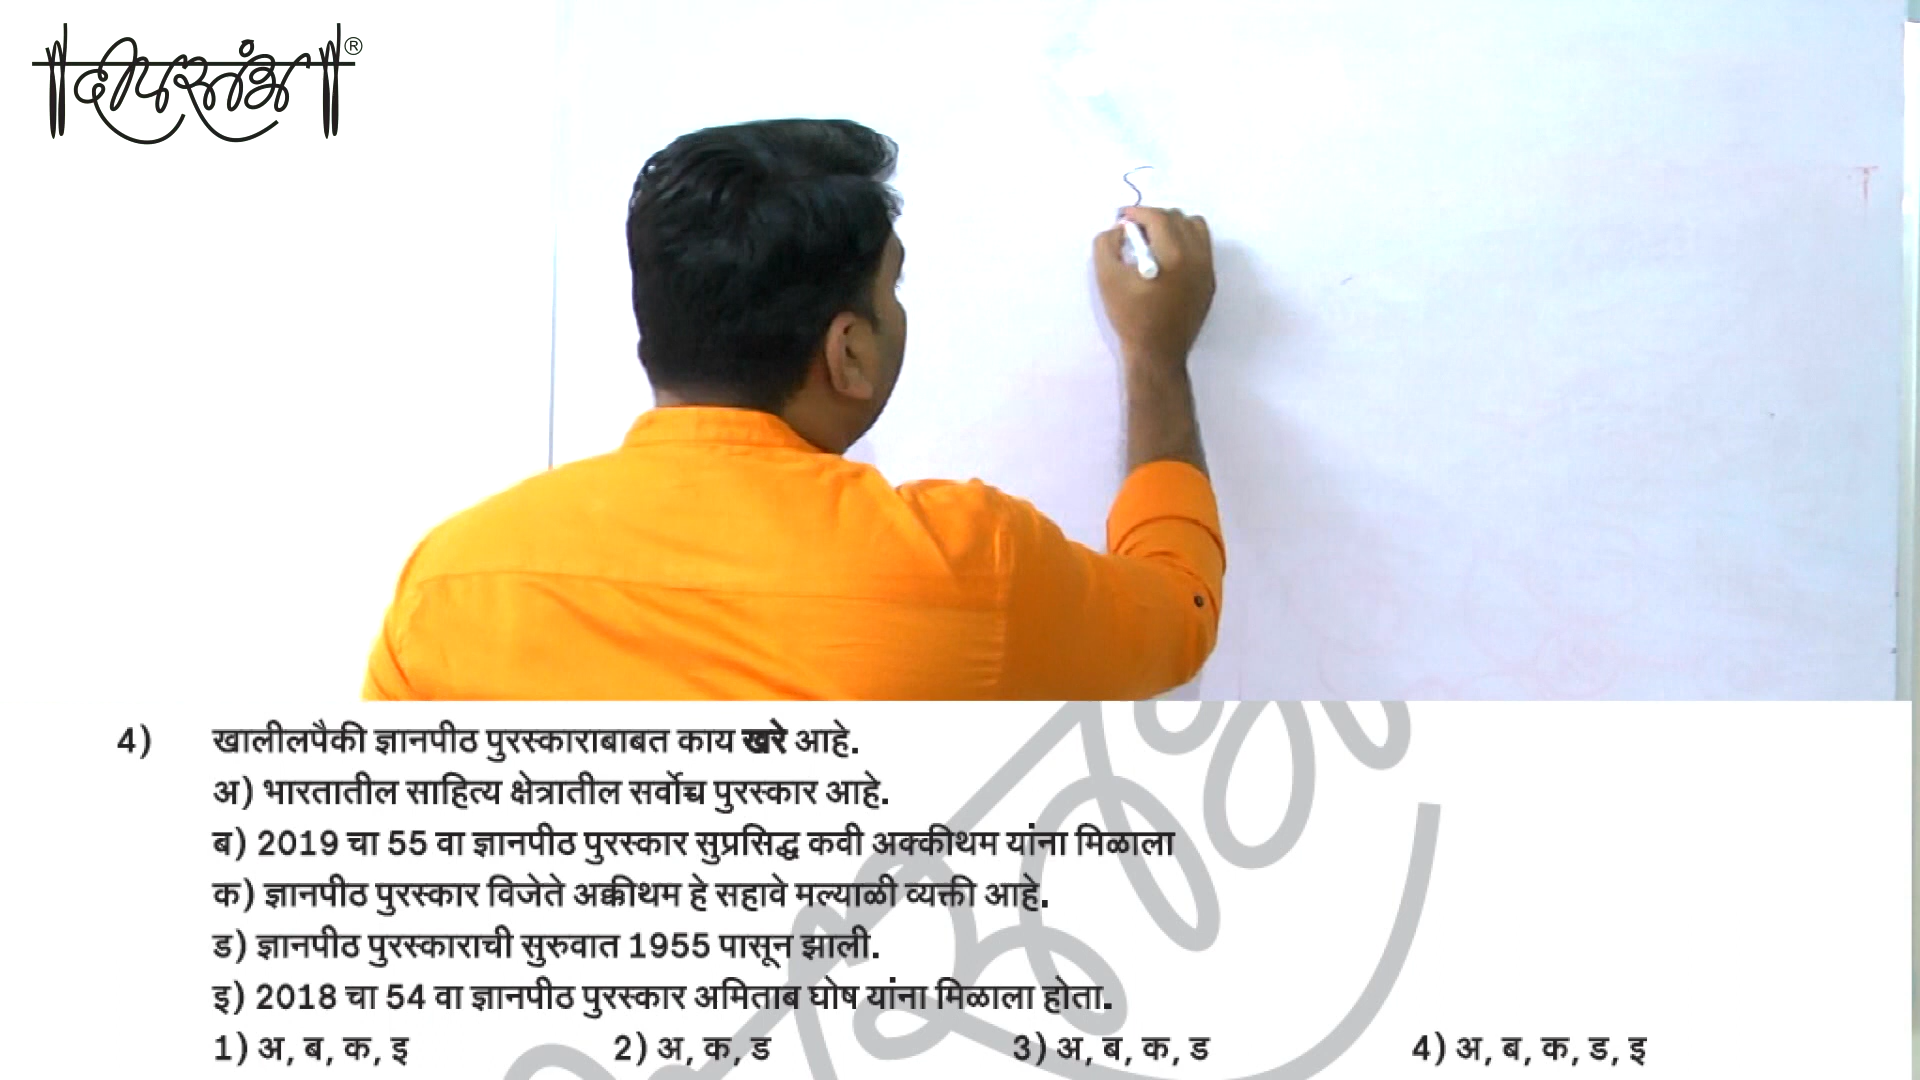 दीपस्तंभ®
4) खालीलपैकी ज्ञानपीठ पुरस्काराबाबत काय खरे आहे.
अ) भारतातील साहित्य क्षेत्रातील सर्वोच्च पुरस्कार आहे.
ब) 2019 चा 55 वा ज्ञानपीठ पुरस्कार सुप्रसिद्ध कवी अक्कीथम यांना मिळाला
क) ज्ञानपीठ पुरस्कार विजेते अक्कीथम हे सहावे मल्याळी व्यक्ती आहे.
ड) ज्ञानपीठ पुरस्काराची सुरुवात 1955 पासून झाली.
इ) 2018 चा 54 वा ज्ञानपीठ पुरस्कार अमिताब घोष यांना मिळाला होता.
1) अ, ब, क, इ 2) अ, क, ड 3) अ, ब, क, ड 4) अ, ब, क, ड, इ